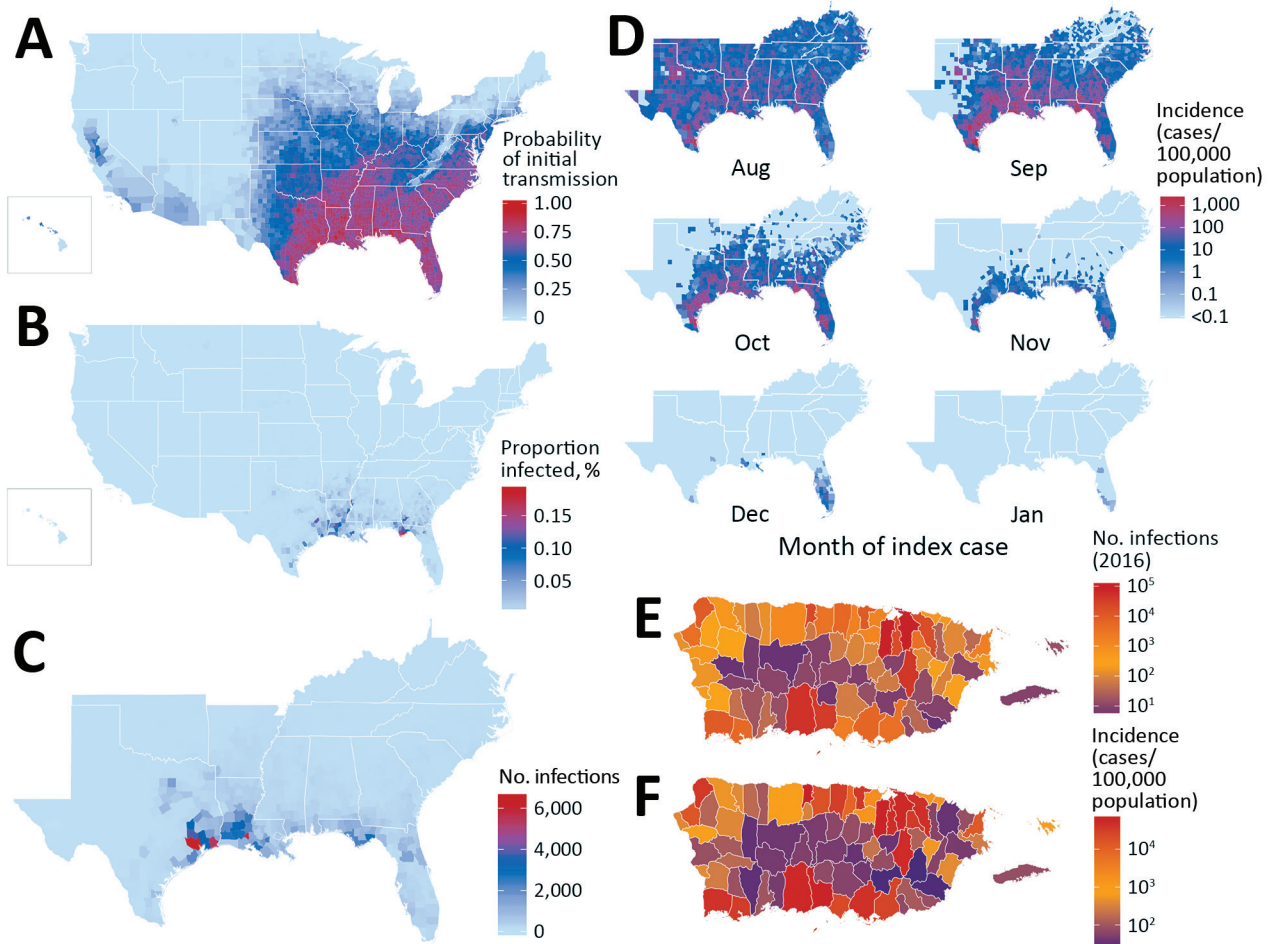 A
Probability
of initial
transmission
1.00
0.75
0.50
0.25
0
B
Proportion
infected, %
0.15
0.10
0.05
C
No. infections
6,000
4,000
2,000
0
D
Aug
Sep
Oct
Nov
Dec
Jan
Month of index case
Incidence
(cases/
100,000
population)
1,000
100
10
1
0.1
<0.1
E
No. infections
(2016)
10⁵
10⁴
10³
10²
10¹
F
Incidence
(cases/
100,000
population)
10⁴
10³
10²